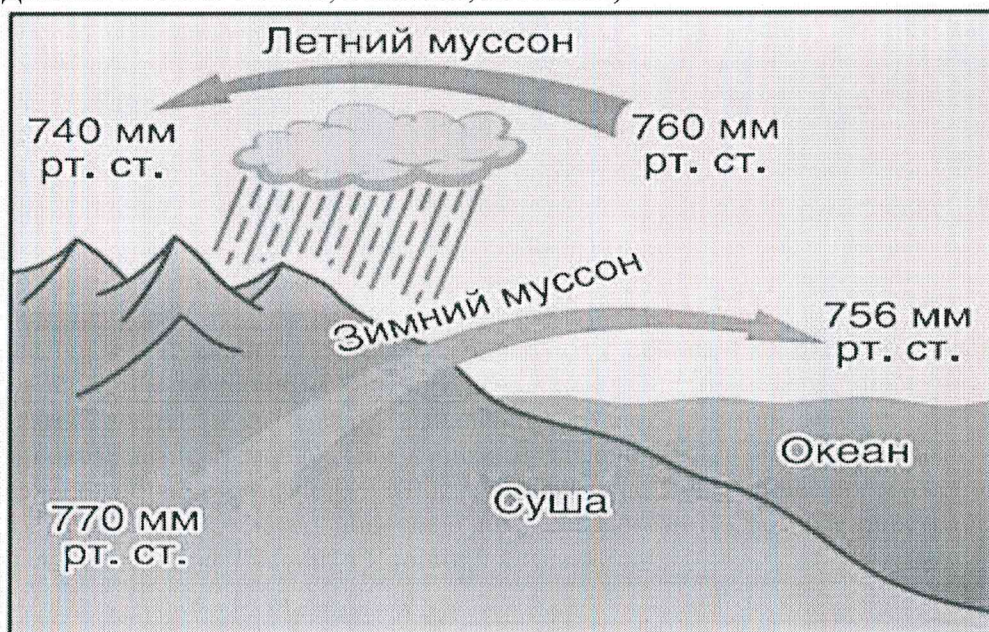 Летний муссон
740 мм
рт. ст.
760 мм
рт. ст.
Зимний муссон
756 мм
рт. ст.
Океан
Суша
770 мм
рт. ст.